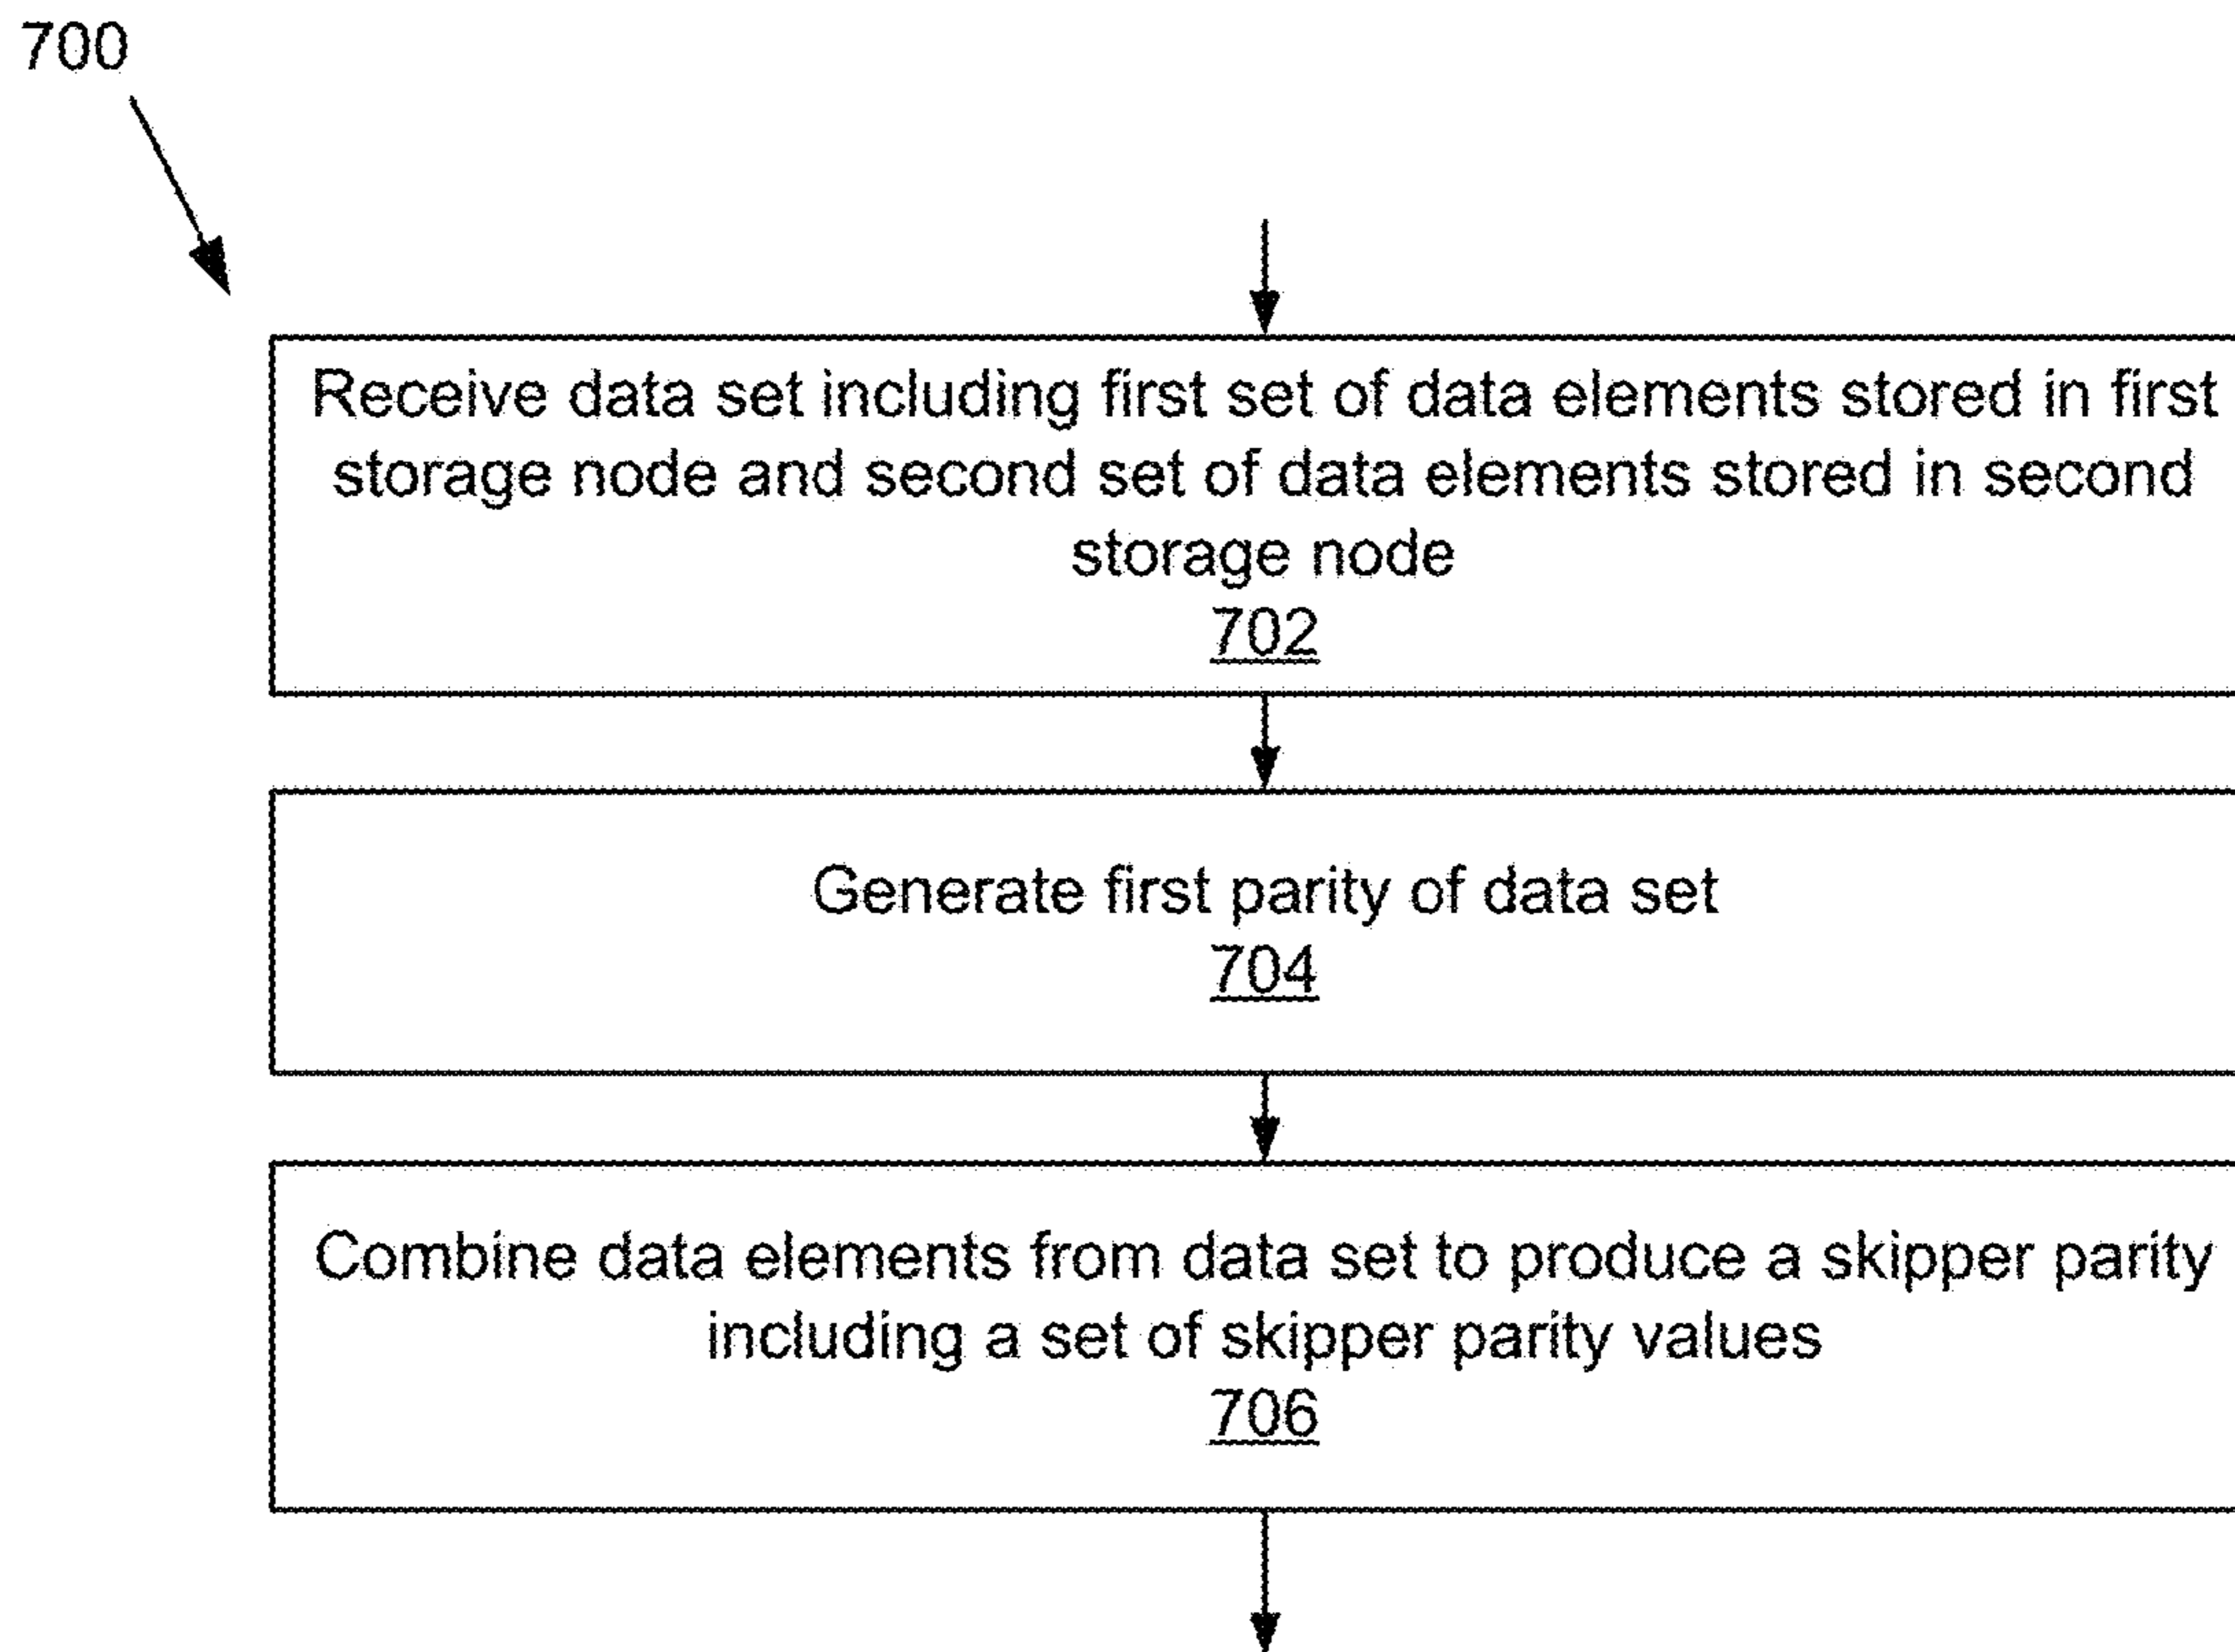 700
Receive data set including first set of data elements stored in first
storage node and second set of data elements stored in second
storage node
702
Generate first parity of data set
704
Combine data elements from data set to produce a skipper parity
including a set of skipper parity values
706